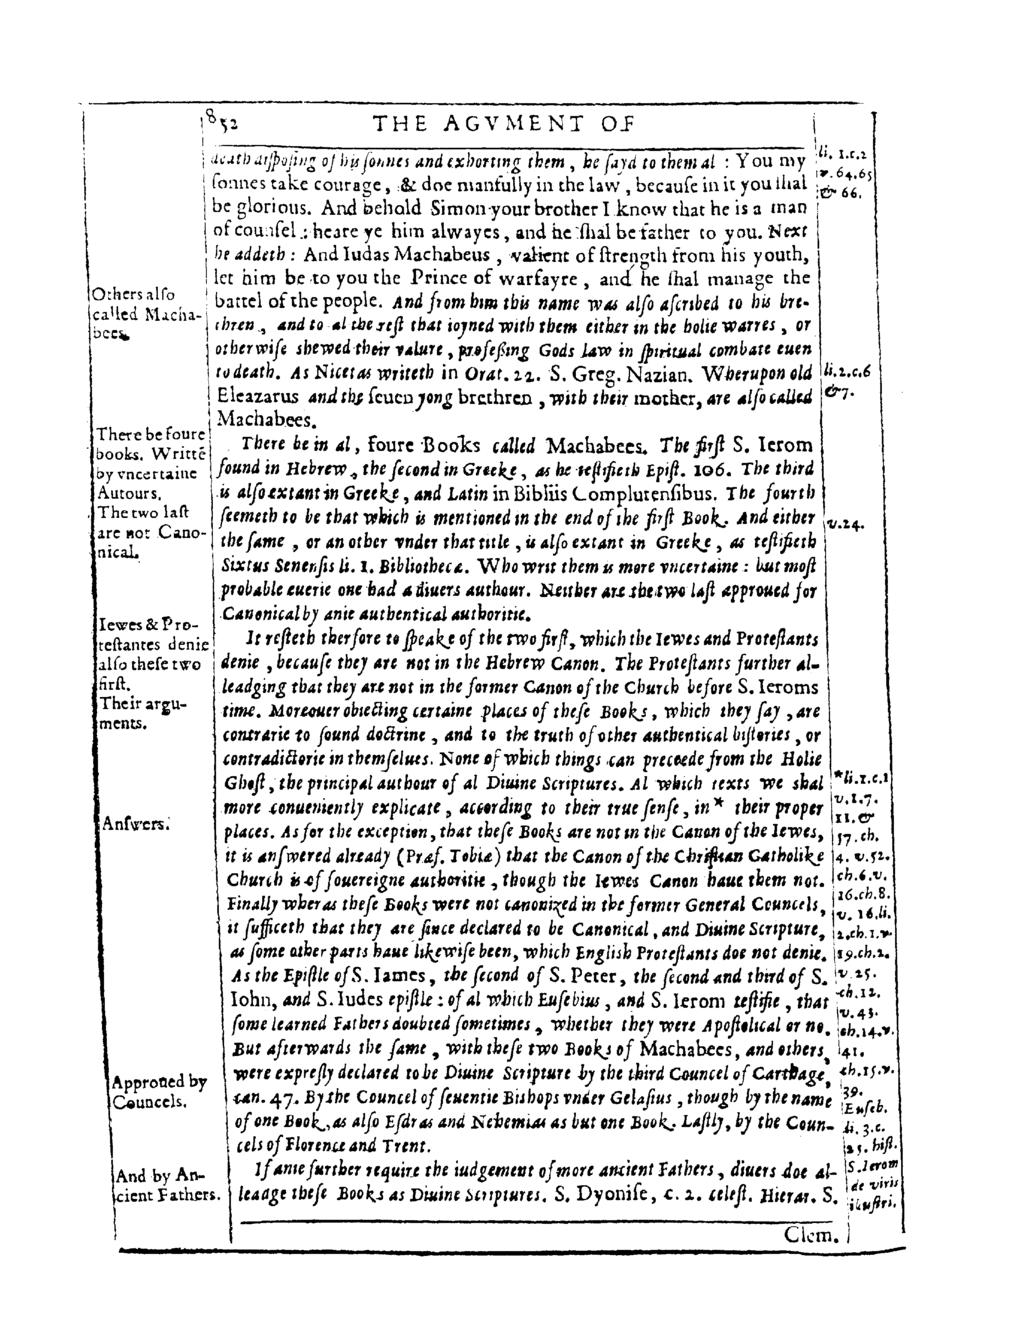 852 THE AGVMENT OF
death disposing of his sonnes and exhorting them, he sayd to them al : You my
sonnes take courage, & doe manfully in the law, because in it you shal
be glorious. And behold Simon your brother I know that he is a man
of counsel : heare ye him alwayes, and he shal be father to you. Next
he addeth : And Iudas Machabeus, valient of strength from his youth,
let him be to you the Prince of warfayre, and he shal manage the
battel of the people. And from him this name was also ascribed to his bre-
thren, and to al the rest that ioyned with them either in the holie warres, or
otherwise shewed their valure, professing Gods Law in spiritual combate euen
to death. As Nicetas writeth in Orat. 22. S. Greg. Nazian. Wherupon old
Eleazarus and the seuen yong brethren, with their mother, are also called
Machabees.
There be in al, foure Books called Machabees. The first S. Ierom
found in Hebrew, the second in Greeke, as he testifieth Epist. 106. The third
is also extant in Greeke, and Latin in Bibliis Complutensibus. The fourth
seemeth to be that which is mentioned in the end of the first Book. And either
the same, or an other vnder that title, is also extant in Greeke, as testifieth
Sixtus Senensis li. 1. Bibliothecæ. Who writ them is more vncertaine : but most
probable euerie one had a diuers authour. Neither are the two last approued for
Canonical by anie authentical authoritie.
It resteth therfore to speake of the two first, which the Iewes and Protestants
denie, because they are not in the Hebrew Canon. The Protestants further al-
leadging that they are not in the former Canon of the Church before S. Ieroms
time. Moreouer obiecting certaine places of these Books, which they say, are
contrarie to sound doctrine, and to the truth of other authentical histories, or
contradictorie in themselues. None of which things can proceede from the Holie
Ghost, the principal authour of al Diuine Scriptures. Al which texts we shal
more conueniently explicate, according to their true sense, in * their proper
places. As for the exception, that these Books are not in the Canon of the Iewes,
it is answered already (Præf. Tobiæ) that the Canon of the Christian Catholike
Church is of souereigne authoritie, though the Iewes Canon haue them not.
Finally wheras these Books were not canonized in the former General Councels,
it sufficeth that they are since declared to be Canonical, and Diuine Scripture,
as some other parts haue likewise been, which English Protestants doe not denie.
As the Epistle of S. Iames, the second of S. Peter, the second and third of S.
Iohn, and S. Iudes epistle : of al which Eusebius, and S. Ierom testifie, that
some learned Fathers doubted sometimes, whether they were Apostolical or no.
But afterwards the same, with these two Books of Machabees, and others,
were expresly declared to be Diuine Scripture by the third Councel of Carthage,
can. 47. By the Councel of seuentie Bishops vnder Gelasius, though by the name
of one Book, as also Esdras and Nehemias as but one Book. Lastly, by the Coun-
cels of Florence and Trent.
If anie further require the iudgement of more ancient Fathers, diuers doe al-
leadge these Books as Diuine Scriptures. S. Dyonise, c. 2. celest. Hierar. S.
Clem.
Others also
called Macha-
bees.
There be foure
books. Writtē
by vncertaine
Autours.
The two last
are not Cano-
nical.
Iewes & Pro-
testantes denie
also these two
first.
Their argu-
ments.
Answers.
Approued by
Councels.
And by An-
cient Fathers.
li. 1.c.2
v. 64.65
& 66.
li.2.c.6
&7.
v.24.
*li.1.c.1
v.1.7.
11.&
57.ch.
4. v.52.
ch.6.v.
16.ch.8.
v. 16.li.
2.ch.1.v.
19.ch.2.
v.25.
ch.12.
v.43.
ch.14.v.
41.
ch.15.v.
39.
Euseb.
li. 3.c.
25. hist.
S.Ierom
de viris
illustri.